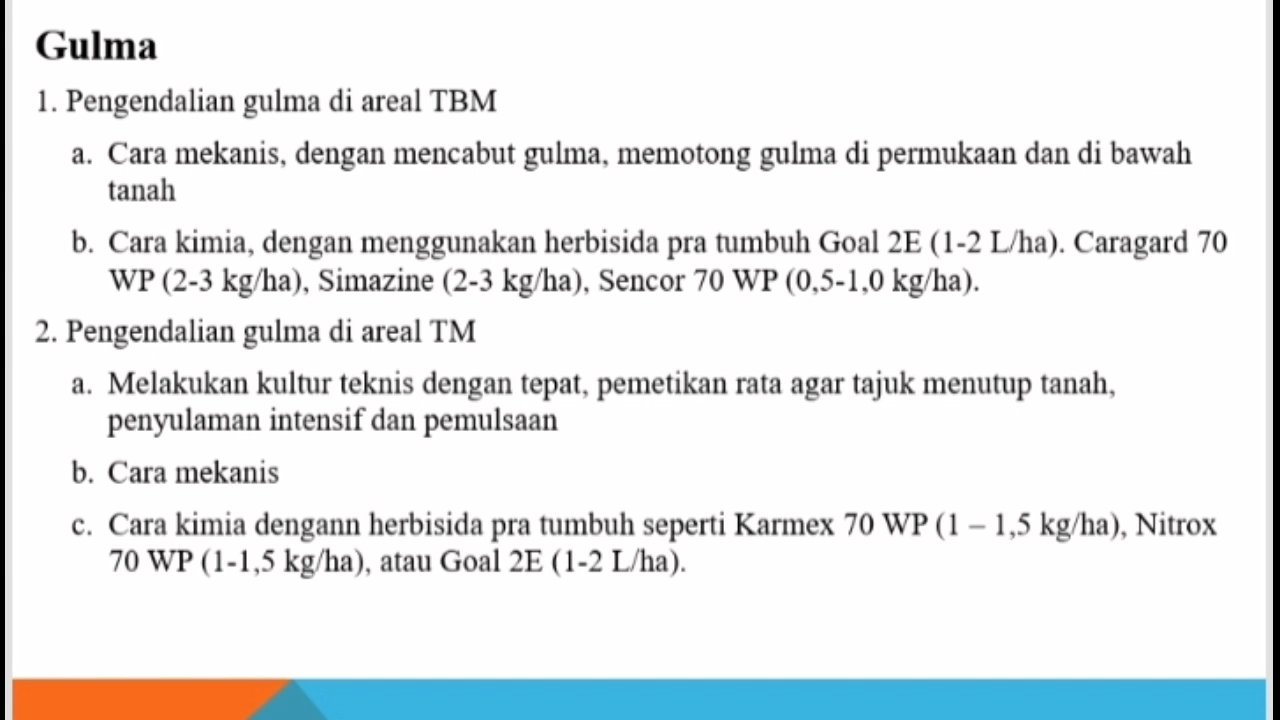 Gulma
1. Pengendalian gulma di areal TBM
a. Cara mekanis, dengan mencabut gulma, memotong gulma di permukaan dan di bawah
tanah
b. Cara kimia, dengan menggunakan herbisida pra tumbuh Goal 2E (1-2 L/ha). Caragard 70
WP (2-3 kg/ha), Simazine (2-3 kg/ha), Sencor 70 WP (0,5-1,0 kg/ha).
2. Pengendalian gulma di areal TM
a. Melakukan kultur teknis dengan tepat, pemetikan rata agar tajuk menutup tanah,
penyulaman intensif dan pemulsaan
b. Cara mekanis
c. Cara kimia dengann herbisida pra tumbuh seperti Karmex 70 WP (1 – 1,5 kg/ha), Nitrox
70 WP (1-1,5 kg/ha), atau Goal 2E (1-2 L/ha).